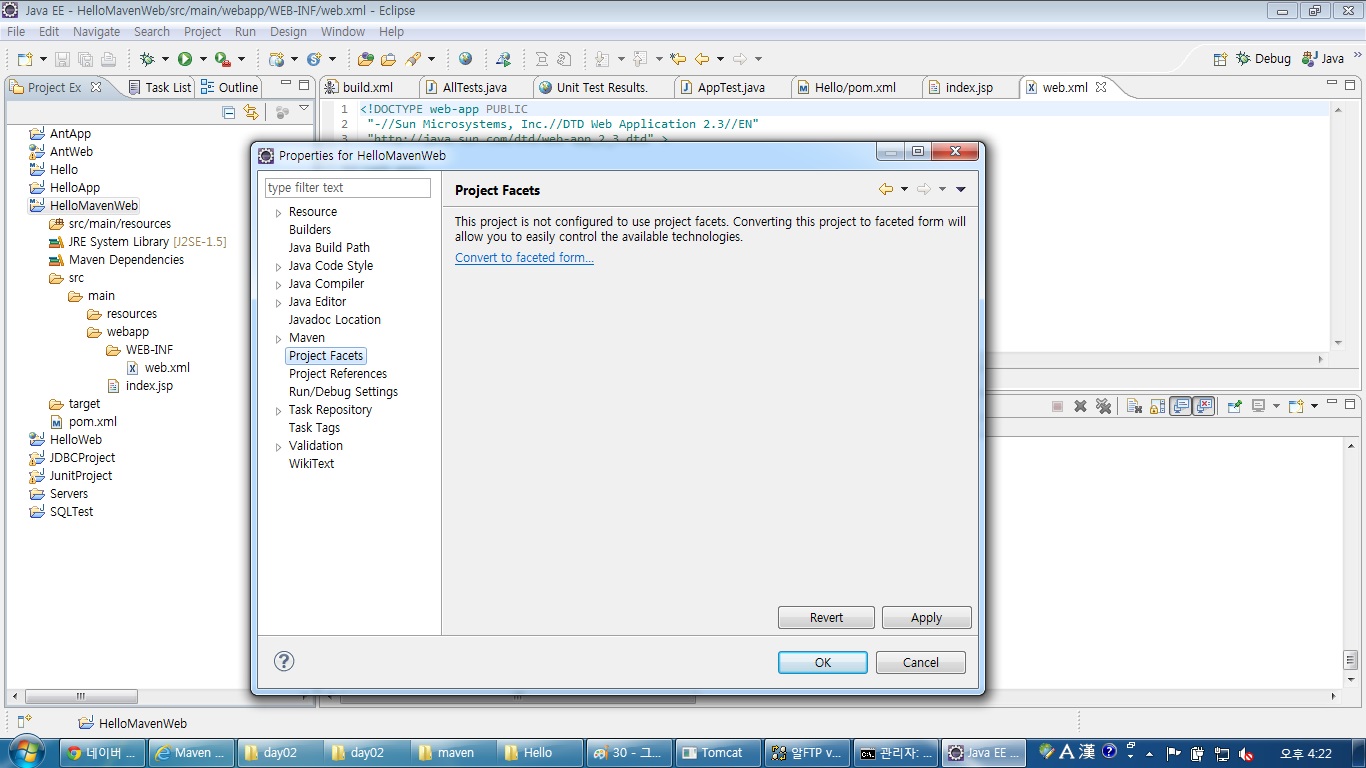 Java EE - HelloMavenWeb/src/main/webapp/WEB-INF/web.xml - Eclipse
File Edit Navigate Search Project Run Design Window Help
Debug Java
Project Ex Task List Outline
build.xml AllTests.java Unit Test Results. AppTest.java Hello/pom.xml index.jsp web.xml
1 <!DOCTYPE web-app PUBLIC
2 "-//Sun Microsystems, Inc.//DTD Web Application 2.3//EN"
3 "http://java.sun.com/dtd/web-app_2_3.dtd" >
AntApp
AntWeb
Hello
HelloApp
HelloMavenWeb
src/main/resources
JRE System Library [J2SE-1.5]
Maven Dependencies
src
main
resources
webapp
WEB-INF
web.xml
index.jsp
target
pom.xml
HelloWeb
JDBCProject
JunitProject
Servers
SQLTest
Properties for HelloMavenWeb
type filter text
Resource
Builders
Java Build Path
Java Code Style
Java Compiler
Java Editor
Javadoc Location
Maven
Project Facets
Project References
Run/Debug Settings
Task Repository
Task Tags
Validation
WikiText
Project Facets
This project is not configured to use project facets. Converting this project to faceted form will
allow you to easily control the available technologies.
Convert to faceted form...
Revert Apply
OK Cancel
HelloMavenWeb
네이버 ... Maven ... day02 day02 maven Hello 30 - 그... Tomcat 알FTP v... 관리자: ... Java EE ... A 漢 오후 4:22